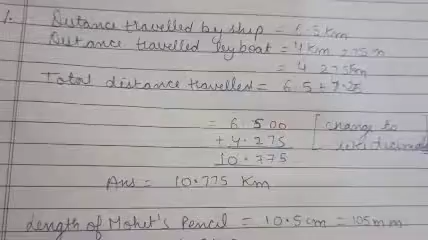 1. Distance travelled by ship = 6.5 km
Distance travelled by boat = 4 km 275 m
= 4.275 km
Total distance travelled = 6.5 + 4.275
= 6.500 [change to
+ 4.275 like decimals
10.775
Ans = 10.775 Km
Length of Mohit's Pencil = 10.5 cm = 105 mm